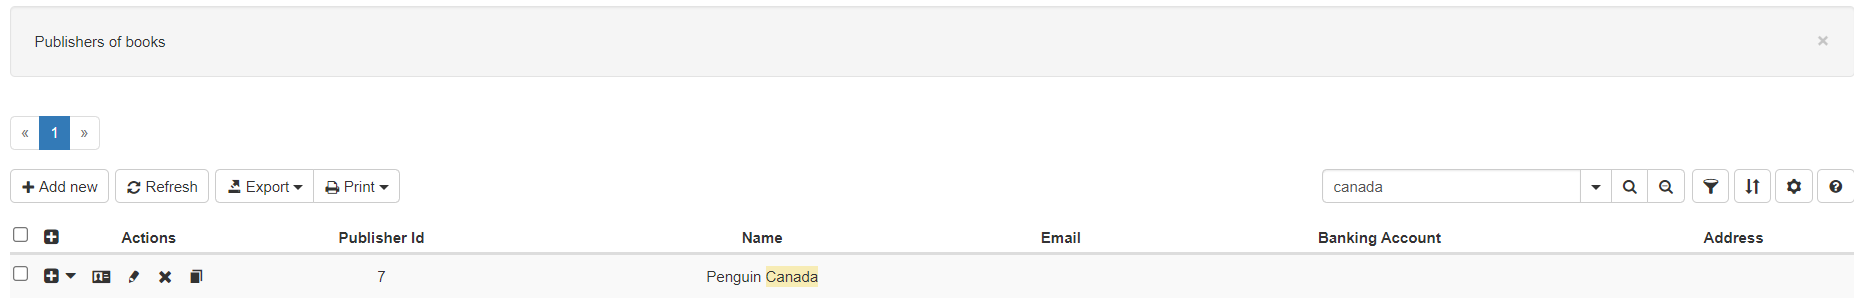 Publishers of books ×
« 1 »
Add new Refresh Export Print canada
Actions Publisher Id Name Email Banking Account Address
7 Penguin Canada